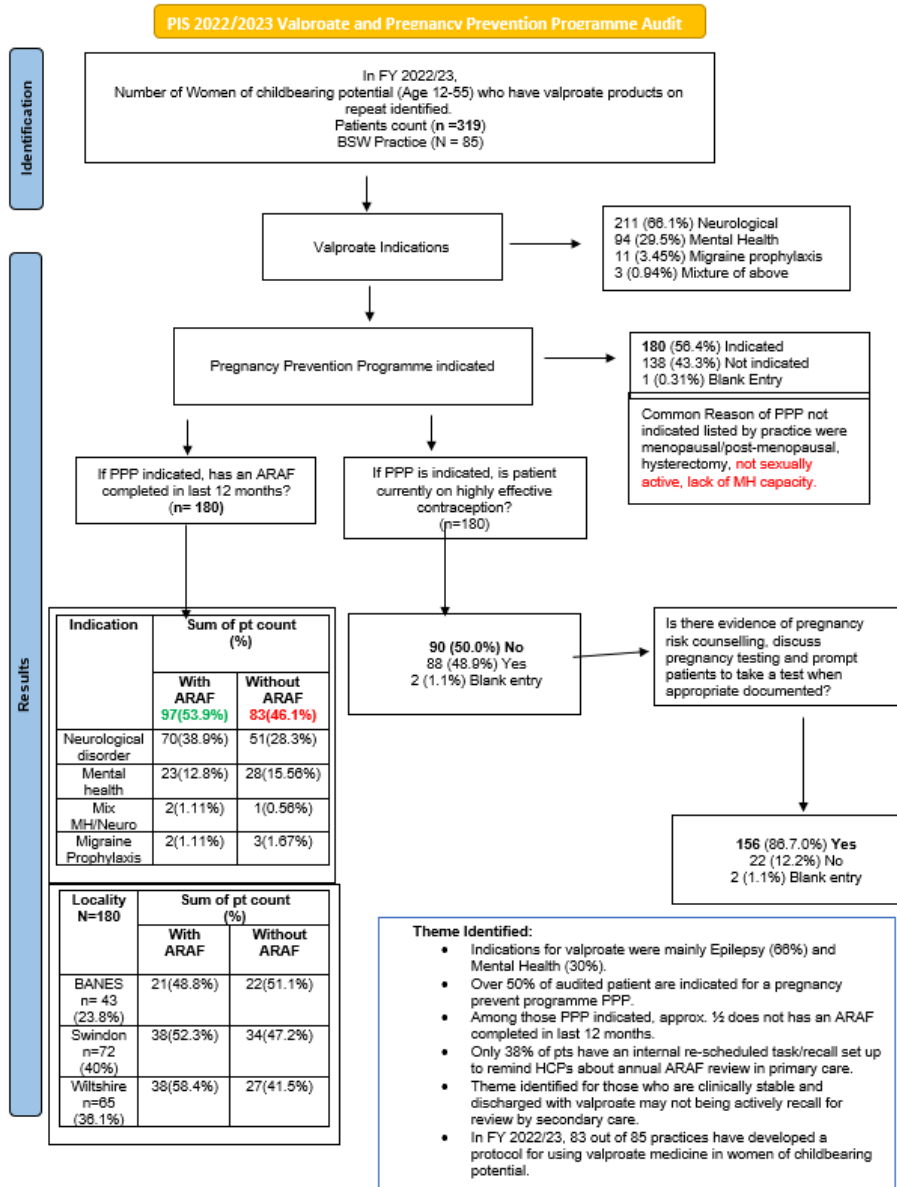 PIS 2022/2023 Valproate and Pregnancy Prevention Programme Audit
Identification
In FY 2022/23,
Number of Women of childbearing potential (Age 12-55) who have valproate products on
repeat identified.
Patients count (n =319)
BSW Practice (N = 85)
Valproate Indications
211 (66.1%) Neurological
94 (29.5%) Mental Health
11 (3.45%) Migraine prophylaxis
3 (0.94%) Mixture of above
Results
Pregnancy Prevention Programme indicated
180 (56.4%) Indicated
138 (43.3%) Not indicated
1 (0.31%) Blank Entry
Common Reason of PPP not
indicated listed by practice were
menopausal/post-menopausal,
hysterectomy, not sexually
active, lack of MH capacity.
If PPP indicated, has an ARAF
completed in last 12 months?
(n= 180)
If PPP is indicated, is patient
currently on highly effective
contraception?
(n=180)
Indication
Sum of pt count
(%)
With
ARAF
97(53.9%)
Without
ARAF
83(46.1%)
Neurological
disorder
70(38.9%)
51(28.3%)
Mental
health
23(12.8%)
28(15.56%)
Mix
MH/Neuro
2(1.11%)
1(0.56%)
Migraine
Prophylaxis
2(1.11%)
3(1.67%)
90 (50.0%) No
88 (48.9%) Yes
2 (1.1%) Blank entry
Is there evidence of pregnancy
risk counselling, discuss
pregnancy testing and prompt
patients to take a test when
appropriate documented?
156 (86.7.0%) Yes
22 (12.2%) No
2 (1.1%) Blank entry
Locality
N=180
Sum of pt count
(%)
With
ARAF
Without
ARAF
BANES
n= 43
(23.8%)
21(48.8%)
22(51.1%)
Swindon
n=72
(40%)
38(52.3%)
34(47.2%)
Wiltshire
n=65
(36.1%)
38(58.4%)
27(41.5%)
Theme Identified:
• Indications for valproate were mainly Epilepsy (66%) and
Mental Health (30%).
• Over 50% of audited patient are indicated for a pregnancy
prevent programme PPP.
• Among those PPP indicated, approx. ½ does not has an ARAF
completed in last 12 months.
• Only 38% of pts have an internal re-scheduled task/recall set up
to remind HCPs about annual ARAF review in primary care.
• Theme identified for those who are clinically stable and
discharged with valproate may not being actively recall for
review by secondary care.
• In FY 2022/23, 83 out of 85 practices have developed a
protocol for using valproate medicine in women of childbearing
potential.